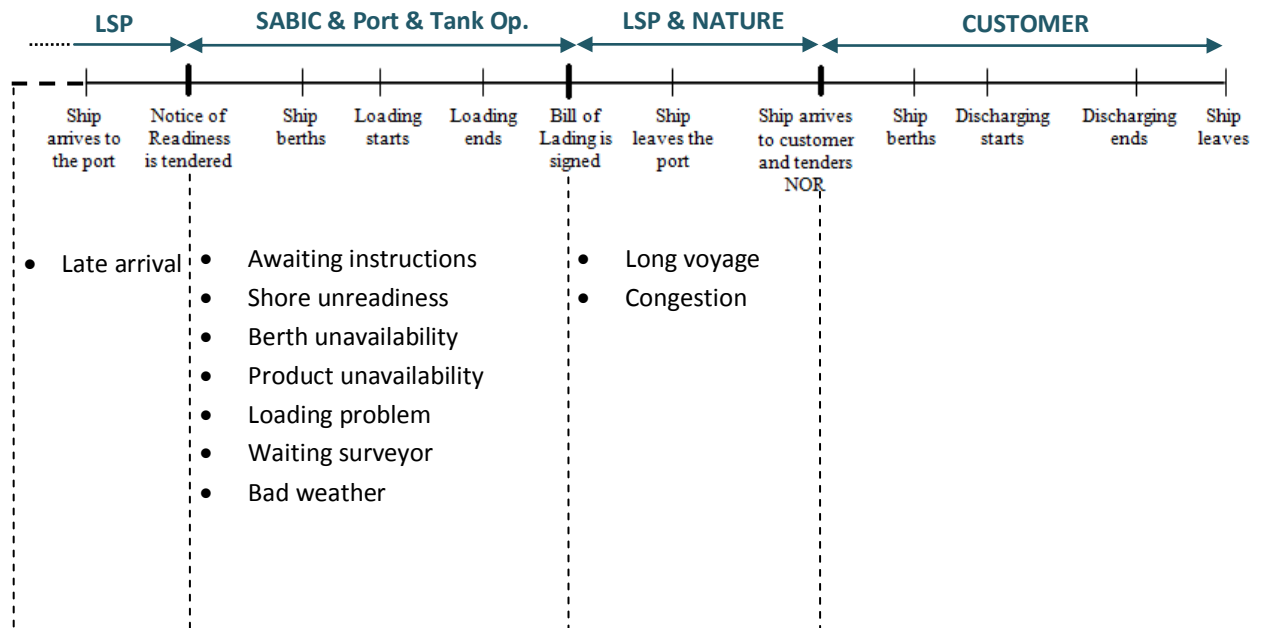 LSP
SABIC & Port & Tank Op.
LSP & NATURE
CUSTOMER
Ship
arrives to
the port
Notice of
Readiness
is tendered
Ship
berths
Loading
starts
Loading
ends
Bill of
Lading is
signed
Ship
leaves the
port
Ship arrives
to customer
and tenders
NOR
Ship
berths
Discharging
starts
Discharging
ends
Ship
leaves
• Late arrival
• Awaiting instructions
• Shore unreadiness
• Berth unavailability
• Product unavailability
• Loading problem
• Waiting surveyor
• Bad weather
• Long voyage
• Congestion